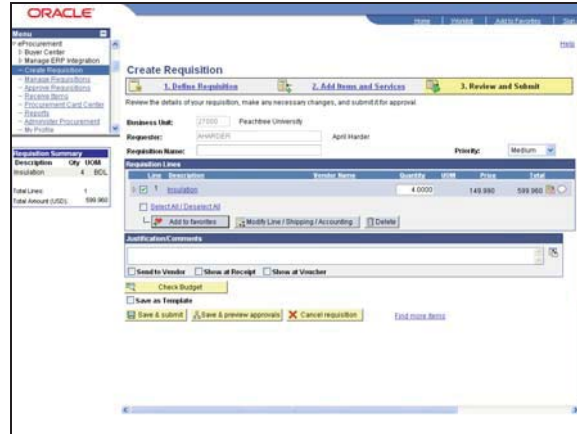 ORACLE
Home Worklist Add to Favorites Sign
Menu
eProcurement
Buyer Center
Manage ERP Integration
- Create Requisition
- Manage Requisitions
- Approve Requisitions
- Receive Items
- Procurement Card Center
- Reports
- Administer Procurement
- My Profile
Requisition Summary
Description Qty UOM
Insulation 4 BDL
Total Lines: 1
Total Amount (USD): 599.960
Help
Create Requisition
1. Define Requisition 2. Add Items and Services 3. Review and Submit
Review the details of your requisition, make any necessary changes, and submit it for approval.
Business Unit: 27000 Peachtree University
Requester: AHARDER April Harder
Requisition Name: Priority: Medium
Requisition Lines
Line Description Vendor Name Quantity UOM Price Total
1 Insulation 4.0000 149.990 599.960
Select All / Deselect All
Add to favorites Modify Line / Shipping / Accounting Delete
Justification/Comments
Send to Vendor Show at Receipt Show at Voucher
Check Budget
Save as Template
Save & submit Save & preview approvals Cancel requisition Find more items